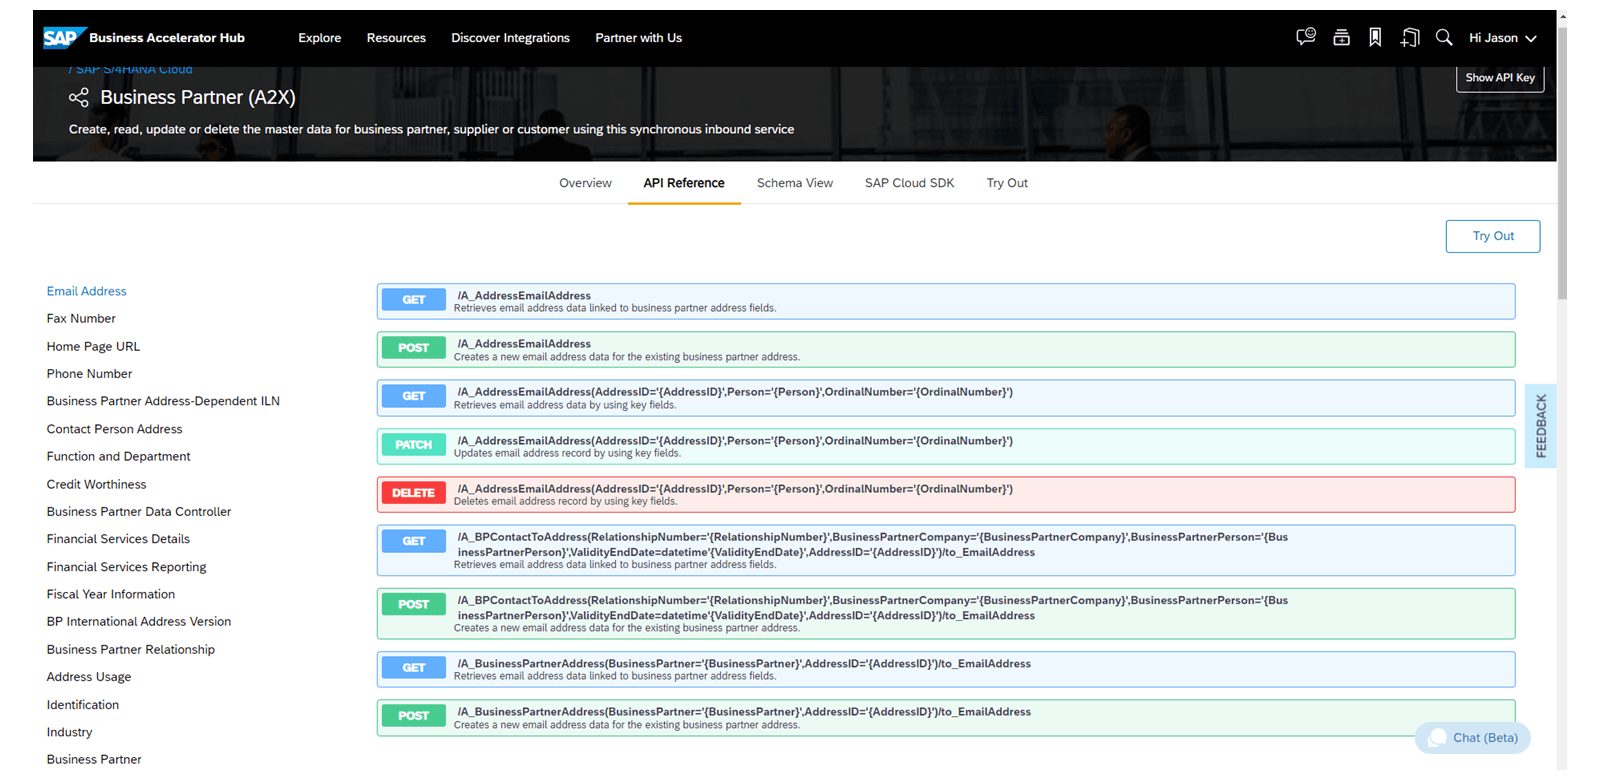 SAP Business Accelerator Hub Explore Resources Discover Integrations Partner with Us Hi Jason
/ SAP S/4HANA Cloud
Show API Key
Business Partner (A2X)
Create, read, update or delete the master data for business partner, supplier or customer using this synchronous inbound service
Overview API Reference Schema View SAP Cloud SDK Try Out
Try Out
Email Address
Fax Number
Home Page URL
Phone Number
Business Partner Address-Dependent ILN
Contact Person Address
Function and Department
Credit Worthiness
Business Partner Data Controller
Financial Services Details
Financial Services Reporting
Fiscal Year Information
BP International Address Version
Business Partner Relationship
Address Usage
Identification
Industry
Business Partner
GET /A_AddressEmailAddress
Retrieves email address data linked to business partner address fields.
POST /A_AddressEmailAddress
Creates a new email address data for the existing business partner address.
GET /A_AddressEmailAddress(AddressID='{AddressID}',Person='{Person}',OrdinalNumber='{OrdinalNumber}')
Retrieves email address data by using key fields.
PATCH /A_AddressEmailAddress(AddressID='{AddressID}',Person='{Person}',OrdinalNumber='{OrdinalNumber}')
Updates email address record by using key fields.
DELETE /A_AddressEmailAddress(AddressID='{AddressID}',Person='{Person}',OrdinalNumber='{OrdinalNumber}')
Deletes email address record by using key fields.
GET /A_BPContactToAddress(RelationshipNumber='{RelationshipNumber}',BusinessPartnerCompany='{BusinessPartnerCompany}',BusinessPartnerPerson='{Bus
inessPartnerPerson}',ValidityEndDate=datetime'{ValidityEndDate}',AddressID='{AddressID}')/to_EmailAddress
Retrieves email address data linked to business partner address fields.
POST /A_BPContactToAddress(RelationshipNumber='{RelationshipNumber}',BusinessPartnerCompany='{BusinessPartnerCompany}',BusinessPartnerPerson='{Bus
inessPartnerPerson}',ValidityEndDate=datetime'{ValidityEndDate}',AddressID='{AddressID}')/to_EmailAddress
Creates a new email address data for the existing business partner address.
GET /A_BusinessPartnerAddress(BusinessPartner='{BusinessPartner}',AddressID='{AddressID}')/to_EmailAddress
Retrieves email address data linked to business partner address fields.
POST /A_BusinessPartnerAddress(BusinessPartner='{BusinessPartner}',AddressID='{AddressID}')/to_EmailAddress
Creates a new email address data for the existing business partner address.
FEEDBACK
Chat (Beta)